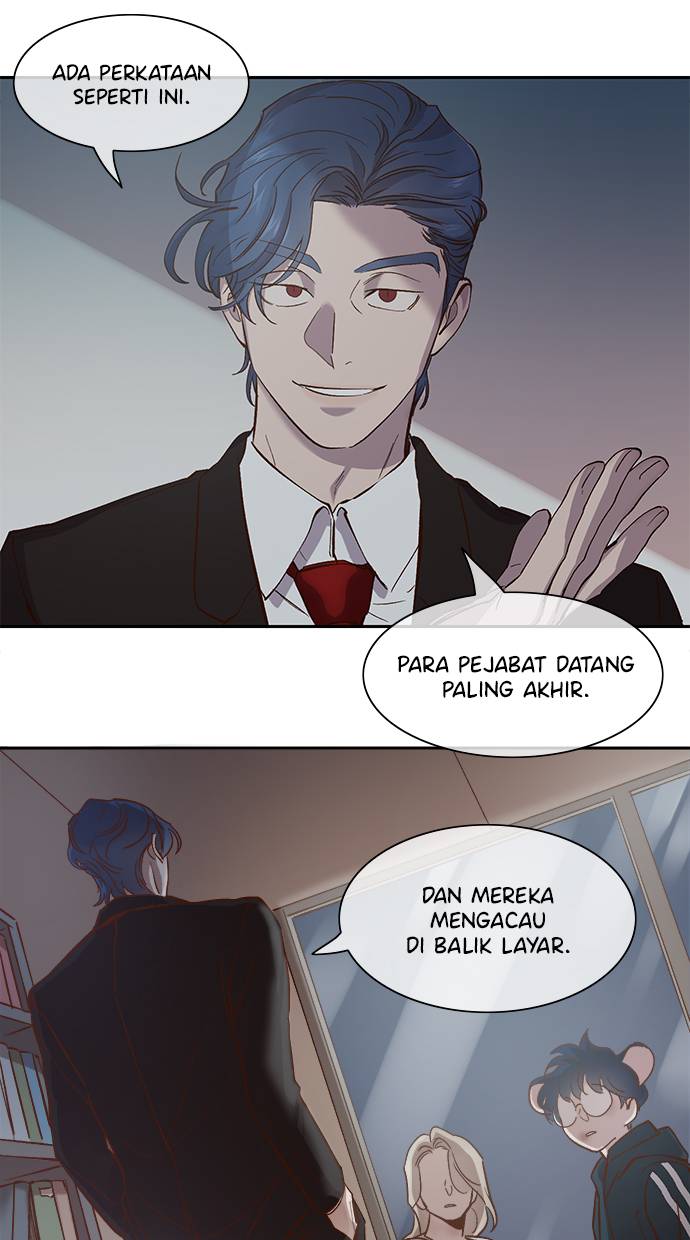 ADA PERKATAAN
SEPERTI INI.
PARA PEJABAT DATANG
PALING AKHIR.
DAN MEREKA
MENGACAU
DI BALIK LAYAR.